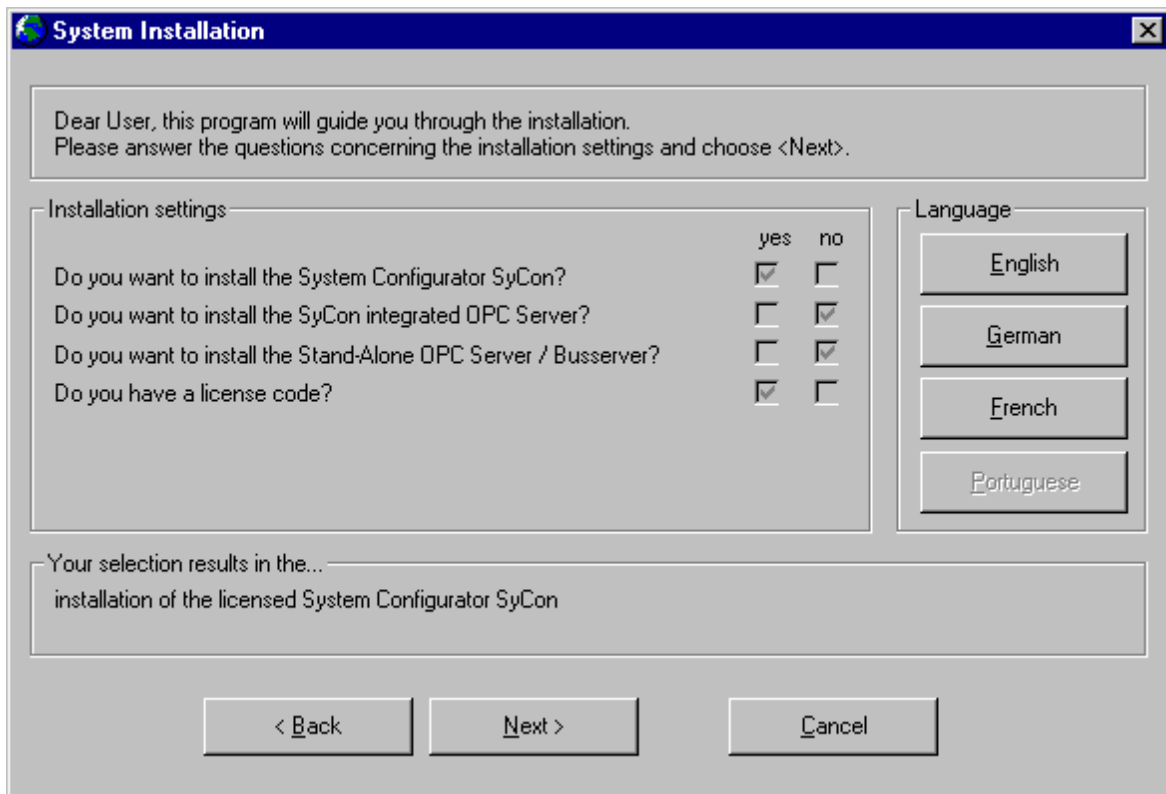 System Installation
Dear User, this program will guide you through the installation.
Please answer the questions concerning the installation settings and choose <Next>.
Installation settings
yes no
Do you want to install the System Configurator SyCon?
Do you want to install the SyCon integrated OPC Server?
Do you want to install the Stand-Alone OPC Server / Busserver?
Do you have a license code?
Language
English
German
French
Portuguese
Your selection results in the...
installation of the licensed System Configurator SyCon
< Back
Next >
Cancel